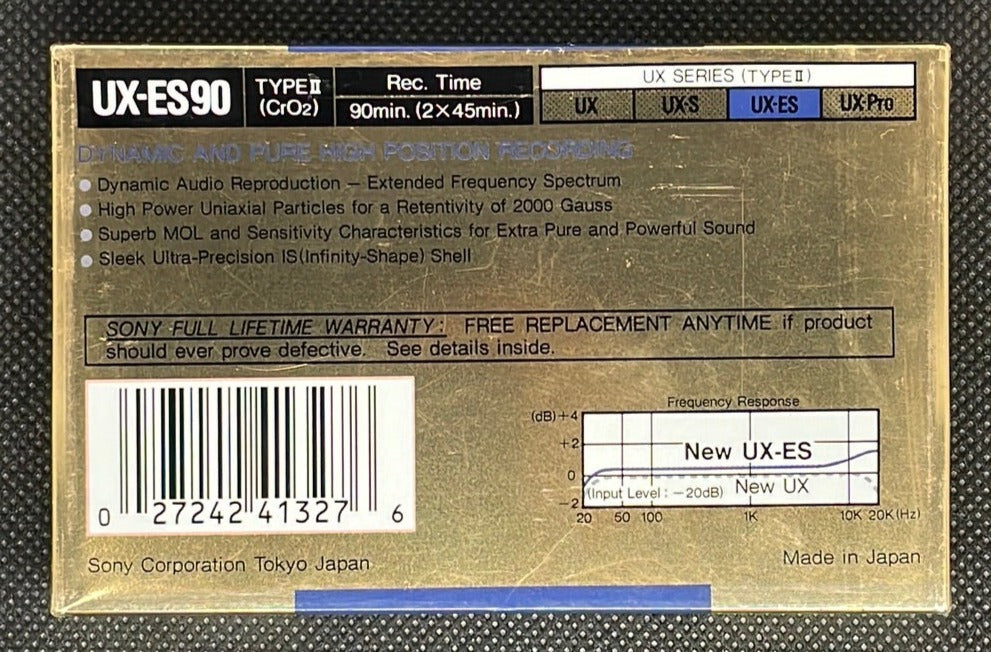 UX-ES90
TYPEⅡ
(CrO₂)
Rec. Time
90min. (2×45min.)
UX SERIES (TYPEⅡ)
UX UX-S UX-ES UX-Pro
DYNAMIC AND PURE HIGH POSITION RECORDING
● Dynamic Audio Reproduction — Extended Frequency Spectrum
● High Power Uniaxial Particles for a Retentivity of 2000 Gauss
● Superb MOL and Sensitivity Characteristics for Extra Pure and Powerful Sound
● Sleek Ultra-Precision IS(Infinity-Shape) Shell
SONY FULL LIFETIME WARRANTY: FREE REPLACEMENT ANYTIME if product
should ever prove defective. See details inside.
0 27242 41327 6
Frequency Response
(dB) +4
+2
New UX-ES
0
(Input Level : −20dB) New UX
−2
20 50 100 1K 10K 20K (Hz)
Sony Corporation Tokyo Japan
Made in Japan